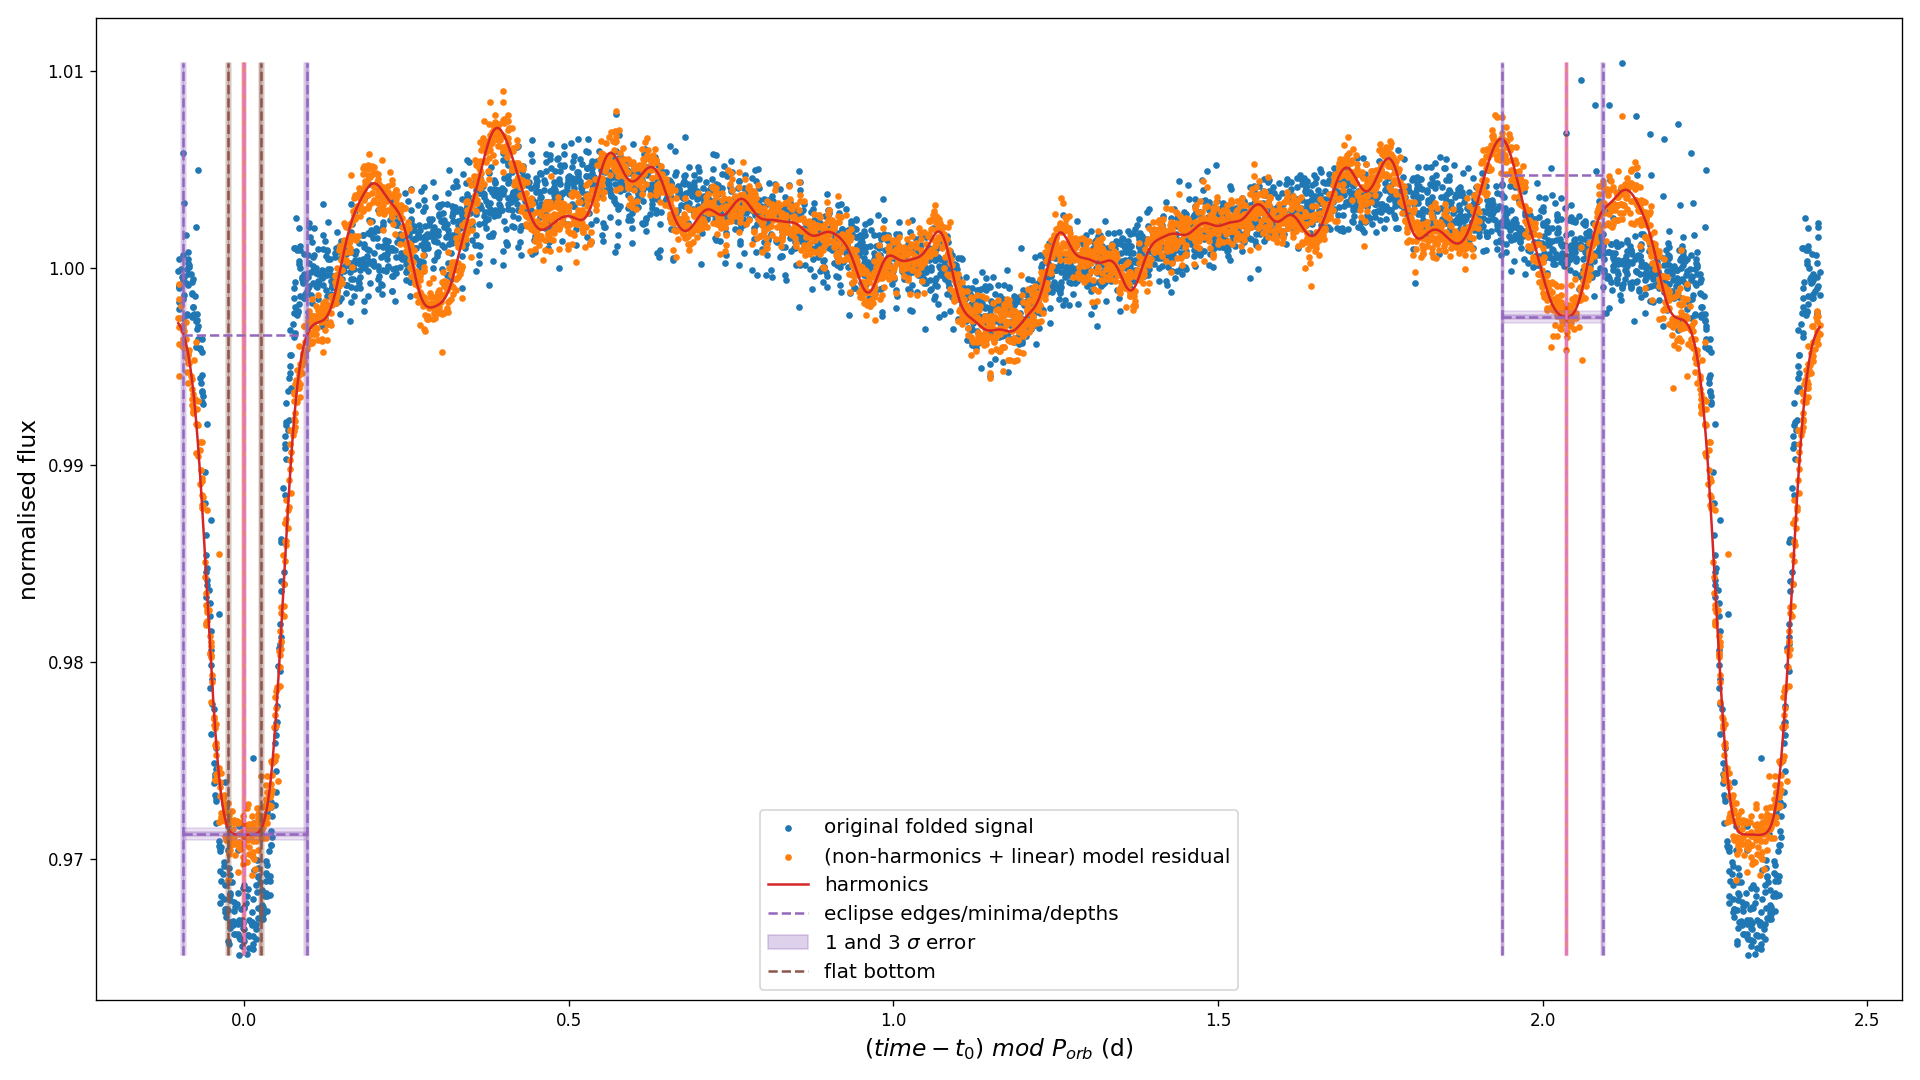 normalised flux
1.01
1.00
0.99
0.98
0.97
original folded signal
(non-harmonics + linear) model residual
harmonics
eclipse edges/minima/depths
1 and 3 σ error
flat bottom
0.0 0.5 1.0 1.5 2.0 2.5
(time − t₀) mod Pₒᵣb (d)